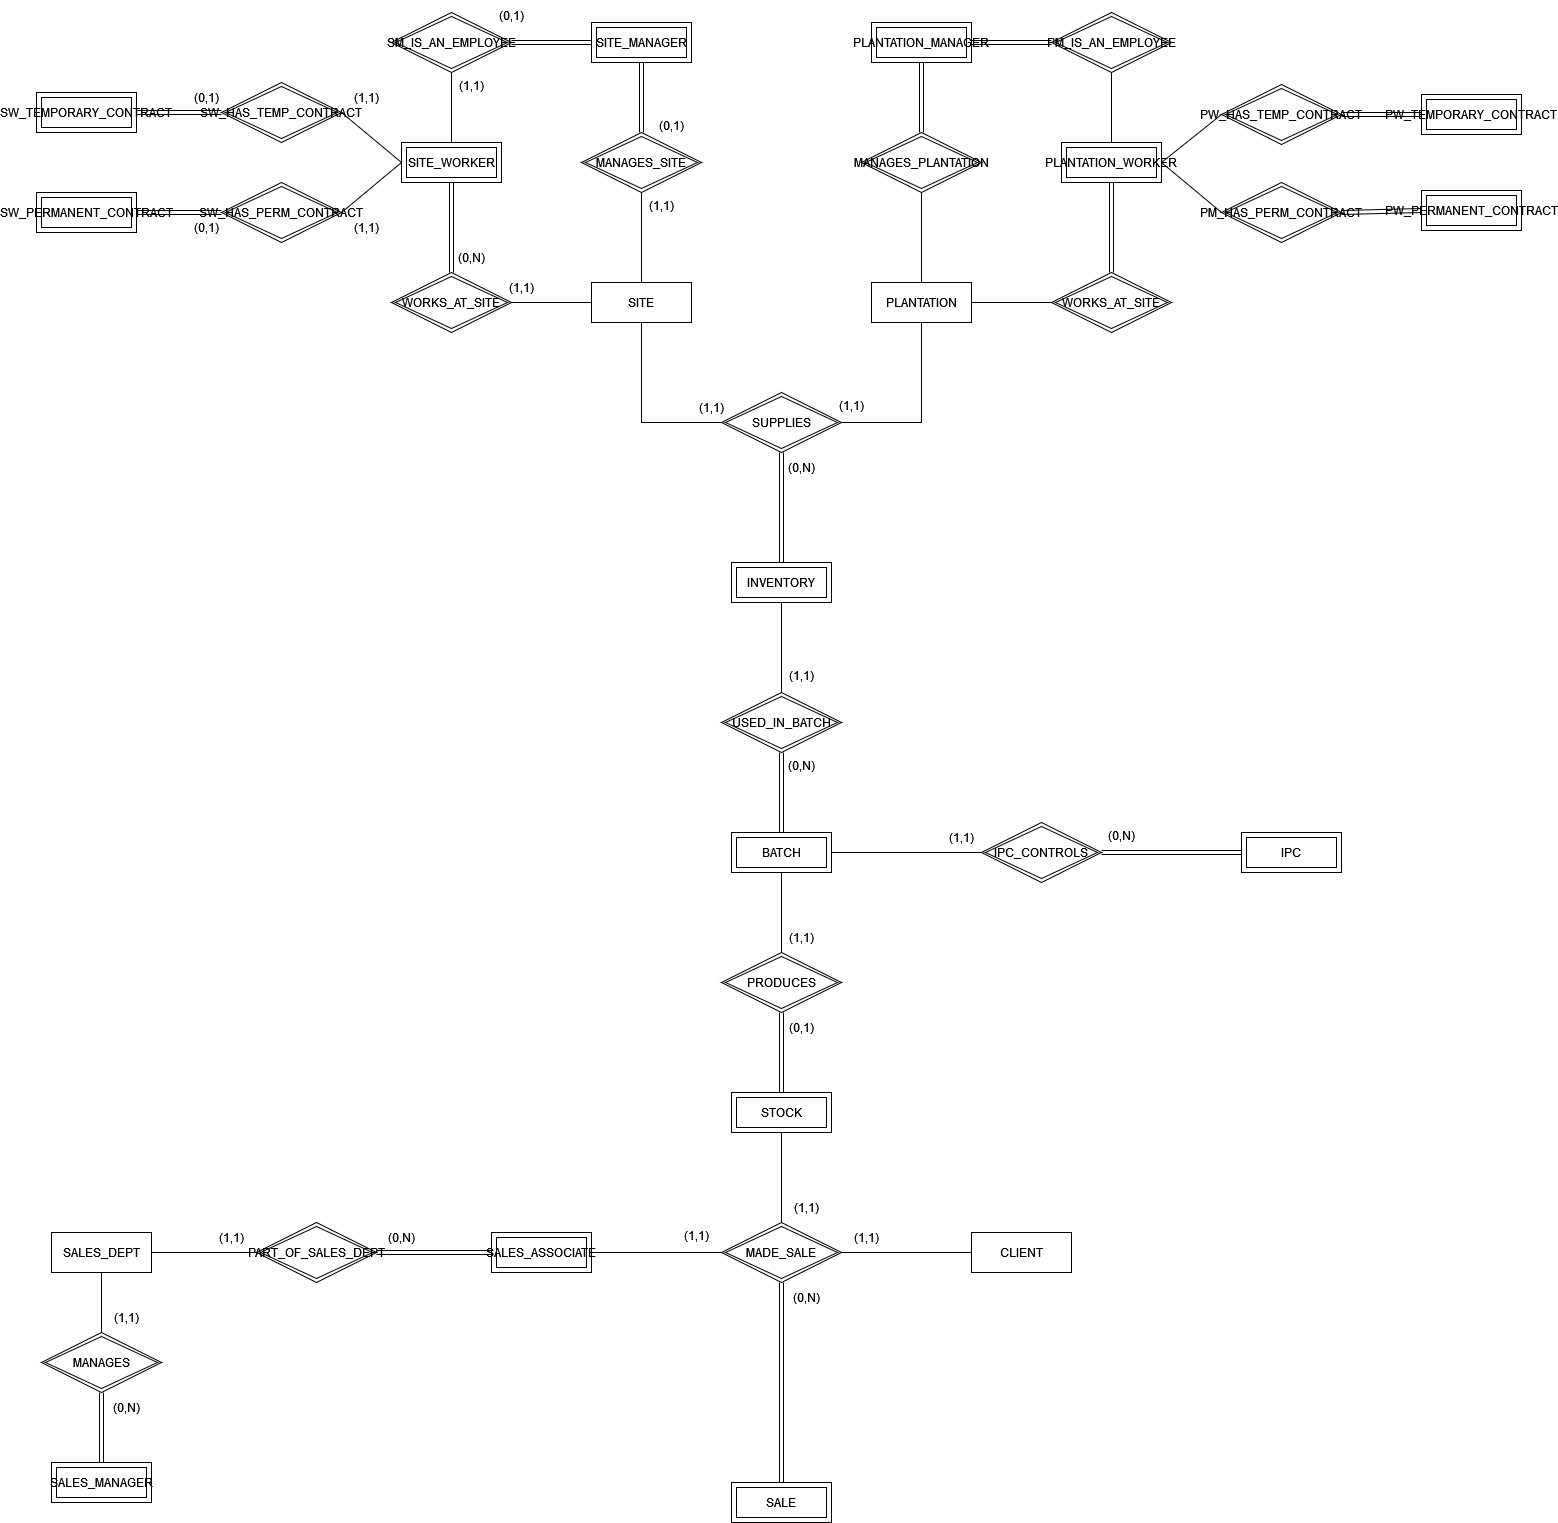 (0,1)
SM_IS_AN_EMPLOYEE
SITE_MANAGER
PLANTATION_MANAGER
PM_IS_AN_EMPLOYEE
(1,1)
(0,1)
(1,1)
SW_TEMPORARY_CONTRACT
SW_HAS_TEMP_CONTRACT
PW_HAS_TEMP_CONTRACT
PW_TEMPORARY_CONTRACT
(0,1)
SITE_WORKER
MANAGES_SITE
MANAGES_PLANTATION
PLANTATION_WORKER
SW_PERMANENT_CONTRACT
SW_HAS_PERM_CONTRACT
(1,1)
PM_HAS_PERM_CONTRACT
PW_PERMANENT_CONTRACT
(0,1)
(1,1)
(0,N)
(1,1)
WORKS_AT_SITE
SITE
PLANTATION
WORKS_AT_SITE
(1,1)
(1,1)
SUPPLIES
(0,N)
INVENTORY
(1,1)
USED_IN_BATCH
(0,N)
(1,1)
(0,N)
BATCH
IPC_CONTROLS
IPC
(1,1)
PRODUCES
(0,1)
STOCK
(1,1)
(1,1)
(0,N)
(1,1)
(1,1)
SALES_DEPT
PART_OF_SALES_DEPT
SALES_ASSOCIATE
MADE_SALE
CLIENT
(1,1)
(0,N)
MANAGES
(0,N)
SALES_MANAGER
SALE